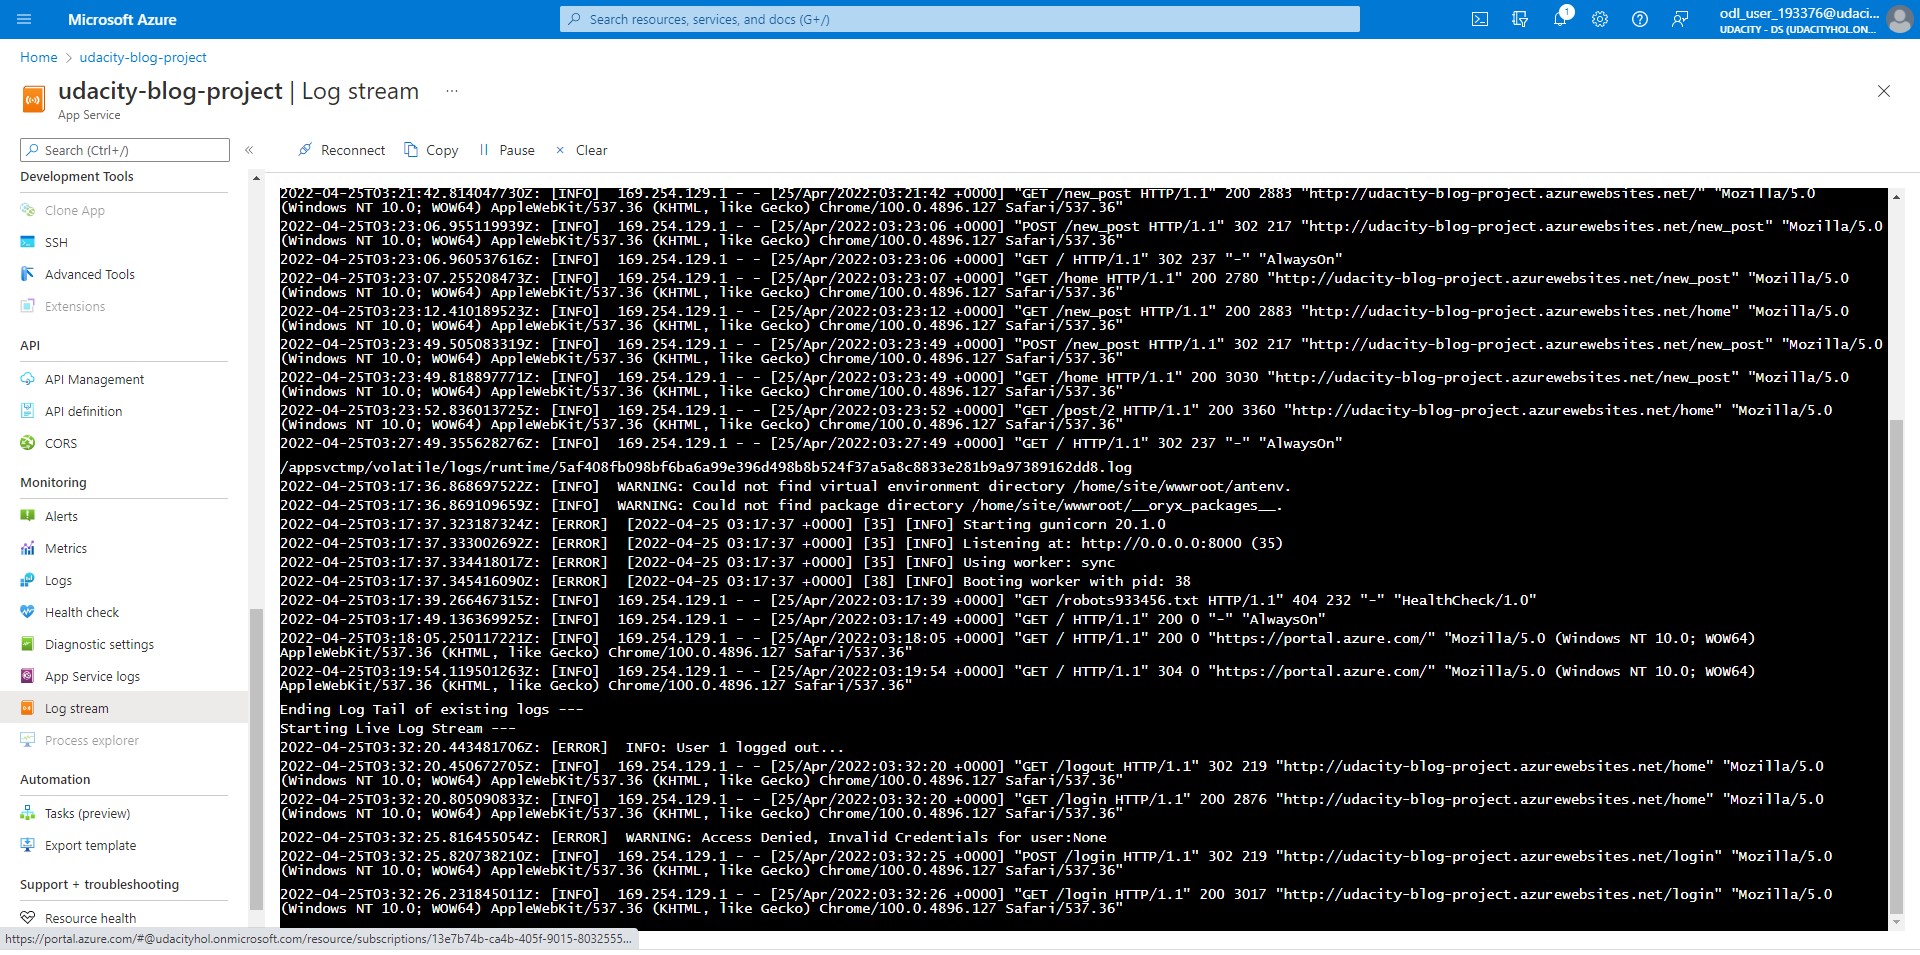 Microsoft Azure
Search resources, services, and docs (G+/)
1
odl_user_193376@udaci...
UDACITY - DS (UDACITYHOL.ON...
Home > udacity-blog-project
udacity-blog-project | Log stream ...
App Service
Search (Ctrl+/)
«
Reconnect Copy Pause Clear
Development Tools
Clone App
SSH
Advanced Tools
Extensions
API
API Management
API definition
CORS
Monitoring
Alerts
Metrics
Logs
Health check
Diagnostic settings
App Service logs
Log stream
Process explorer
Automation
Tasks (preview)
Export template
Support + troubleshooting
Resource health
2022-04-25T03:21:42.814047730Z: [INFO]  169.254.129.1 - - [25/Apr/2022:03:21:42 +0000] "GET /new_post HTTP/1.1" 200 2883 "http://udacity-blog-project.azurewebsites.net/" "Mozilla/5.0
(Windows NT 10.0; WOW64) AppleWebKit/537.36 (KHTML, like Gecko) Chrome/100.0.4896.127 Safari/537.36"
2022-04-25T03:23:06.955119939Z: [INFO]  169.254.129.1 - - [25/Apr/2022:03:23:06 +0000] "POST /new_post HTTP/1.1" 302 217 "http://udacity-blog-project.azurewebsites.net/new_post" "Mozilla/5.0
(Windows NT 10.0; WOW64) AppleWebKit/537.36 (KHTML, like Gecko) Chrome/100.0.4896.127 Safari/537.36"
2022-04-25T03:23:06.960537616Z: [INFO]  169.254.129.1 - - [25/Apr/2022:03:23:06 +0000] "GET / HTTP/1.1" 302 237 "-" "AlwaysOn"
2022-04-25T03:23:07.255208473Z: [INFO]  169.254.129.1 - - [25/Apr/2022:03:23:07 +0000] "GET /home HTTP/1.1" 200 2780 "http://udacity-blog-project.azurewebsites.net/new_post" "Mozilla/5.0
(Windows NT 10.0; WOW64) AppleWebKit/537.36 (KHTML, like Gecko) Chrome/100.0.4896.127 Safari/537.36"
2022-04-25T03:23:12.410189523Z: [INFO]  169.254.129.1 - - [25/Apr/2022:03:23:12 +0000] "GET /new_post HTTP/1.1" 200 2883 "http://udacity-blog-project.azurewebsites.net/home" "Mozilla/5.0
(Windows NT 10.0; WOW64) AppleWebKit/537.36 (KHTML, like Gecko) Chrome/100.0.4896.127 Safari/537.36"
2022-04-25T03:23:49.505083319Z: [INFO]  169.254.129.1 - - [25/Apr/2022:03:23:49 +0000] "POST /new_post HTTP/1.1" 302 217 "http://udacity-blog-project.azurewebsites.net/new_post" "Mozilla/5.0
(Windows NT 10.0; WOW64) AppleWebKit/537.36 (KHTML, like Gecko) Chrome/100.0.4896.127 Safari/537.36"
2022-04-25T03:23:49.818897771Z: [INFO]  169.254.129.1 - - [25/Apr/2022:03:23:49 +0000] "GET /home HTTP/1.1" 200 3030 "http://udacity-blog-project.azurewebsites.net/new_post" "Mozilla/5.0
(Windows NT 10.0; WOW64) AppleWebKit/537.36 (KHTML, like Gecko) Chrome/100.0.4896.127 Safari/537.36"
2022-04-25T03:23:52.836013725Z: [INFO]  169.254.129.1 - - [25/Apr/2022:03:23:52 +0000] "GET /post/2 HTTP/1.1" 200 3360 "http://udacity-blog-project.azurewebsites.net/home" "Mozilla/5.0
(Windows NT 10.0; WOW64) AppleWebKit/537.36 (KHTML, like Gecko) Chrome/100.0.4896.127 Safari/537.36"
2022-04-25T03:27:49.355628276Z: [INFO]  169.254.129.1 - - [25/Apr/2022:03:27:49 +0000] "GET / HTTP/1.1" 302 237 "-" "AlwaysOn"
/appsvctmp/volatile/logs/runtime/5af408fb098bf6ba6a99e396d498b8b524f37a5a8c8833e281b9a97389162dd8.log
2022-04-25T03:17:36.868697522Z: [INFO]  WARNING: Could not find virtual environment directory /home/site/wwwroot/antenv.
2022-04-25T03:17:36.869109659Z: [INFO]  WARNING: Could not find package directory /home/site/wwwroot/__oryx_packages__.
2022-04-25T03:17:37.323187324Z: [ERROR]  [2022-04-25 03:17:37 +0000] [35] [INFO] Starting gunicorn 20.1.0
2022-04-25T03:17:37.333002692Z: [ERROR]  [2022-04-25 03:17:37 +0000] [35] [INFO] Listening at: http://0.0.0.0:8000 (35)
2022-04-25T03:17:37.334418017Z: [ERROR]  [2022-04-25 03:17:37 +0000] [35] [INFO] Using worker: sync
2022-04-25T03:17:37.345416090Z: [ERROR]  [2022-04-25 03:17:37 +0000] [38] [INFO] Booting worker with pid: 38
2022-04-25T03:17:39.266467315Z: [INFO]  169.254.129.1 - - [25/Apr/2022:03:17:39 +0000] "GET /robots933456.txt HTTP/1.1" 404 232 "-" "HealthCheck/1.0"
2022-04-25T03:17:49.136369925Z: [INFO]  169.254.129.1 - - [25/Apr/2022:03:17:49 +0000] "GET / HTTP/1.1" 200 0 "-" "AlwaysOn"
2022-04-25T03:18:05.250117221Z: [INFO]  169.254.129.1 - - [25/Apr/2022:03:18:05 +0000] "GET / HTTP/1.1" 200 0 "https://portal.azure.com/" "Mozilla/5.0 (Windows NT 10.0; WOW64)
AppleWebKit/537.36 (KHTML, like Gecko) Chrome/100.0.4896.127 Safari/537.36"
2022-04-25T03:19:54.119501263Z: [INFO]  169.254.129.1 - - [25/Apr/2022:03:19:54 +0000] "GET / HTTP/1.1" 304 0 "https://portal.azure.com/" "Mozilla/5.0 (Windows NT 10.0; WOW64)
AppleWebKit/537.36 (KHTML, like Gecko) Chrome/100.0.4896.127 Safari/537.36"
Ending Log Tail of existing logs ---
Starting Live Log Stream ---
2022-04-25T03:32:20.443481706Z: [ERROR]  INFO: User 1 logged out...
2022-04-25T03:32:20.450672705Z: [INFO]  169.254.129.1 - - [25/Apr/2022:03:32:20 +0000] "GET /logout HTTP/1.1" 302 219 "http://udacity-blog-project.azurewebsites.net/home" "Mozilla/5.0
(Windows NT 10.0; WOW64) AppleWebKit/537.36 (KHTML, like Gecko) Chrome/100.0.4896.127 Safari/537.36"
2022-04-25T03:32:20.805090833Z: [INFO]  169.254.129.1 - - [25/Apr/2022:03:32:20 +0000] "GET /login HTTP/1.1" 200 2876 "http://udacity-blog-project.azurewebsites.net/home" "Mozilla/5.0
(Windows NT 10.0; WOW64) AppleWebKit/537.36 (KHTML, like Gecko) Chrome/100.0.4896.127 Safari/537.36"
2022-04-25T03:32:25.816455054Z: [ERROR]  WARNING: Access Denied, Invalid Credentials for user:None
2022-04-25T03:32:25.820738210Z: [INFO]  169.254.129.1 - - [25/Apr/2022:03:32:25 +0000] "POST /login HTTP/1.1" 302 219 "http://udacity-blog-project.azurewebsites.net/login" "Mozilla/5.0
(Windows NT 10.0; WOW64) AppleWebKit/537.36 (KHTML, like Gecko) Chrome/100.0.4896.127 Safari/537.36"
2022-04-25T03:32:26.231845011Z: [INFO]  169.254.129.1 - - [25/Apr/2022:03:32:26 +0000] "GET /login HTTP/1.1" 200 3017 "http://udacity-blog-project.azurewebsites.net/login" "Mozilla/5.0
(Windows NT 10.0; WOW64) AppleWebKit/537.36 (KHTML, like Gecko) Chrome/100.0.4896.127 Safari/537.36"
https://portal.azure.com/#@udacityhol.onmicrosoft.com/resource/subscriptions/13e7b74b-ca4b-405f-9015-8032555...